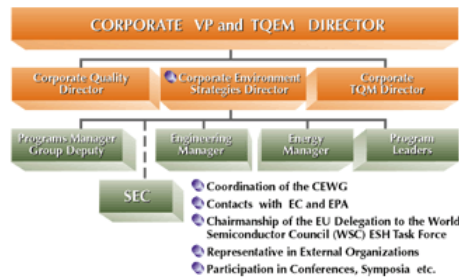 CORPORATE VP and TQEM DIRECTOR
Corporate Quality
Director
Corporate Environment
Strategies Director
Corporate
TQM Director
Programs Manager
Group Deputy
Engineering
Manager
Energy
Manager
Program
Leaders
SEC
Coordination of the CEWG
Contacts with EC and EPA
Chairmanship of the EU Delegation to the World
Semiconductor Council (WSC) ESH Task Force
Representative in External Organizations
Participation in Conferences, Symposia etc.